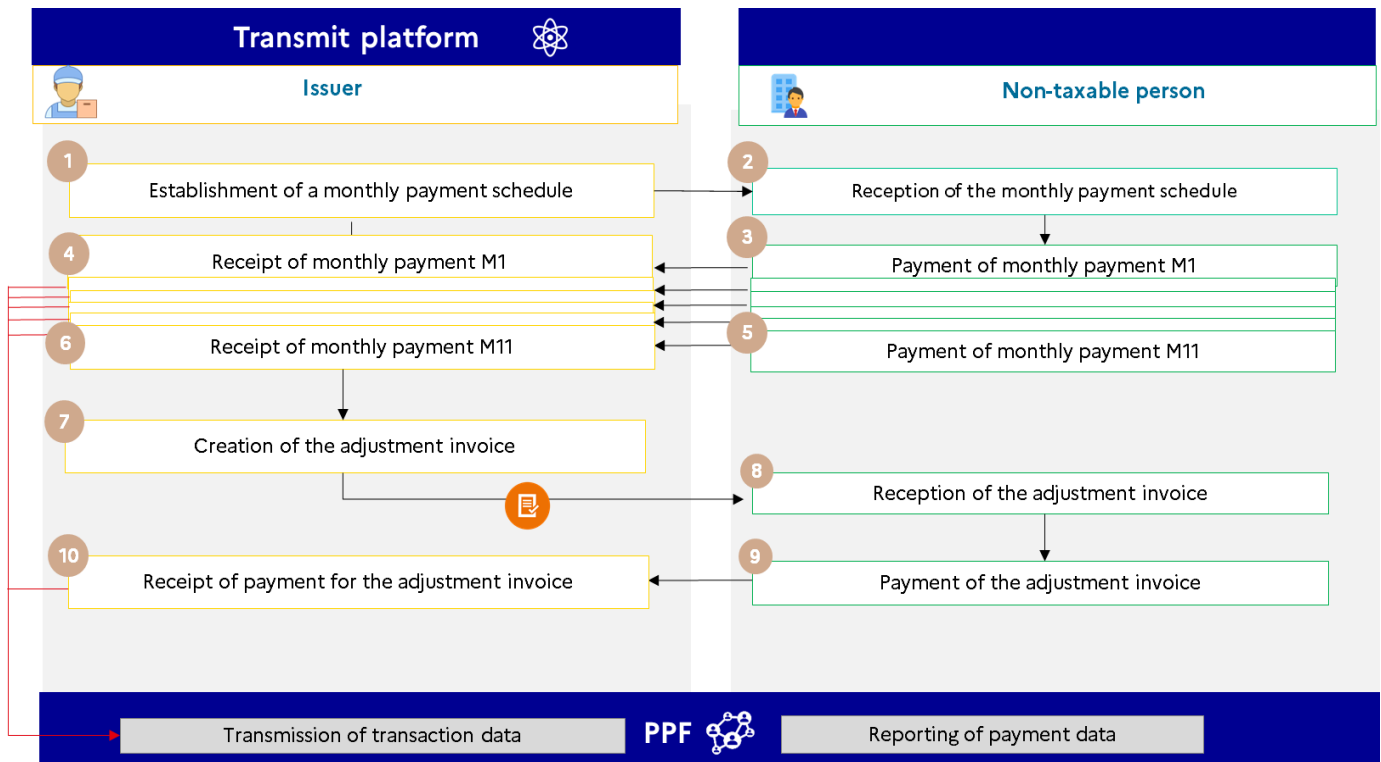 Transmit platform
Issuer
Non-taxable person
1
Establishment of a monthly payment schedule
2
Reception of the monthly payment schedule
3
Payment of monthly payment M1
4
Receipt of monthly payment M1
5
Payment of monthly payment M11
6
Receipt of monthly payment M11
7
Creation of the adjustment invoice
8
Reception of the adjustment invoice
9
Payment of the adjustment invoice
10
Receipt of payment for the adjustment invoice
Transmission of transaction data
PPF
Reporting of payment data